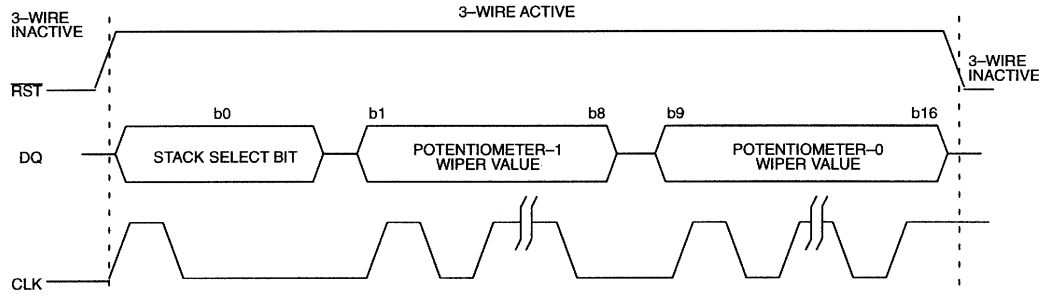 3–WIRE
INACTIVE
3–WIRE ACTIVE
3–WIRE
INACTIVE
RST
b0
b1
b8
b9
b16
DQ
STACK SELECT BIT
POTENTIOMETER–1
WIPER VALUE
POTENTIOMETER–0
WIPER VALUE
CLK